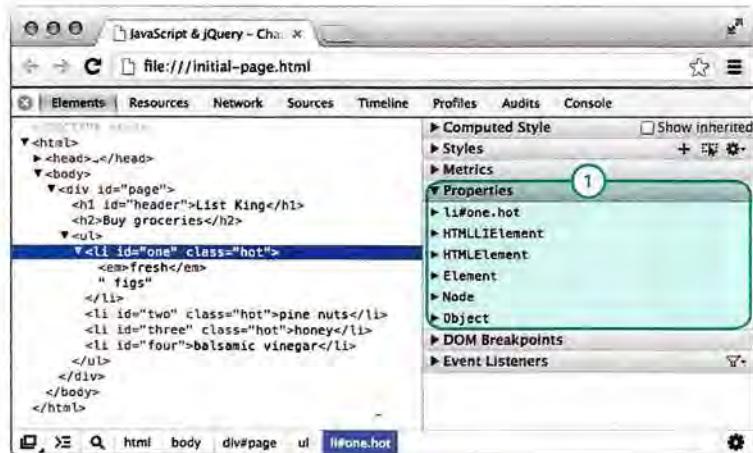 JavaScript & jQuery - Cha
file:///initial-page.html
Elements Resources Network Sources Timeline Profiles Audits Console
<html>
<head>…</head>
<body>
<div id="page">
<h1 id="header">List King</h1>
<h2>Buy groceries</h2>
<ul>
<li id="one" class="hot">
<em>fresh</em>
" figs"
</li>
<li id="two" class="hot">pine nuts</li>
<li id="three" class="hot">honey</li>
<li id="four">balsamic vinegar</li>
</ul>
</div>
</body>
</html>
Computed Style Show inherited
Styles
Metrics
1
Properties
li#one.hot
HTMLLIElement
HTMLElement
Element
Node
Object
DOM Breakpoints
Event Listeners
html body div#page ul li#one.hot